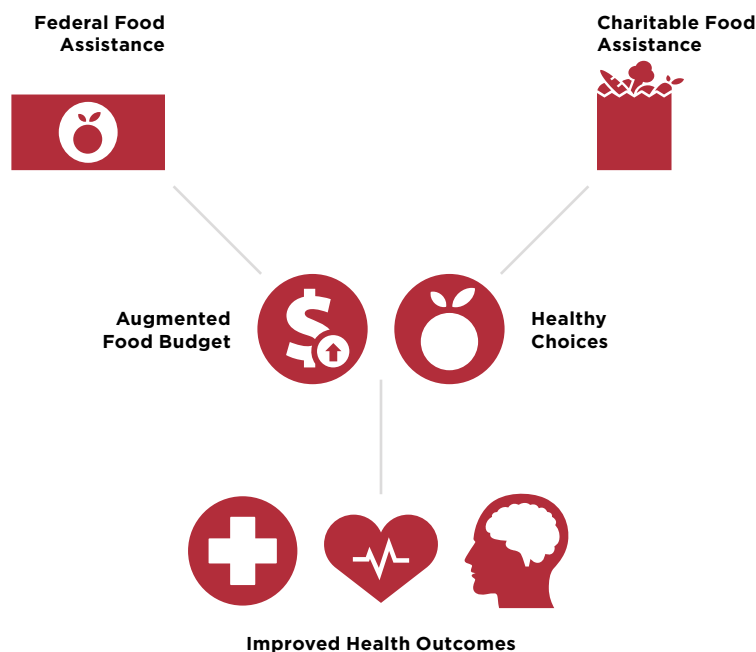 Federal Food
Assistance
Charitable Food
Assistance
Augmented
Food Budget
Healthy
Choices
Improved Health Outcomes